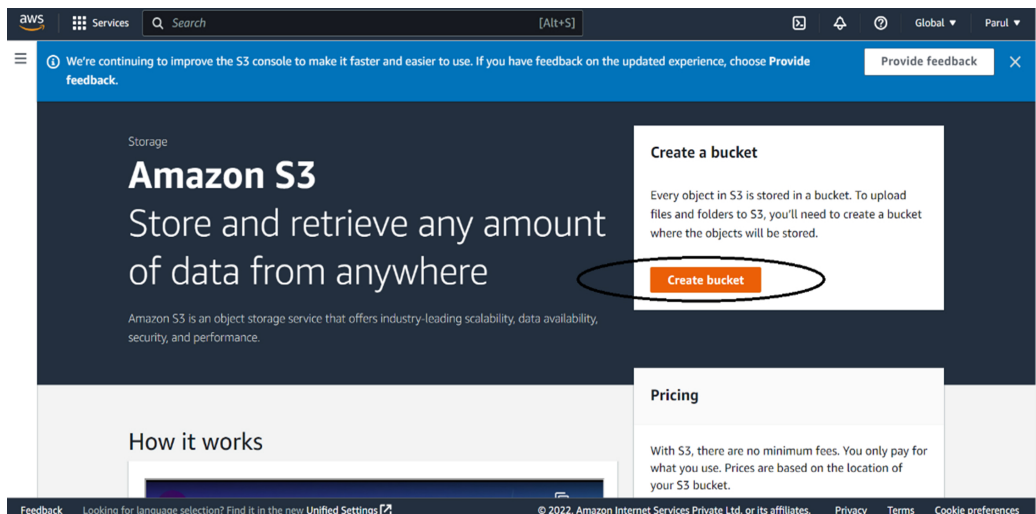 aws
Services
Search
[Alt+S]
Global
Parul
We're continuing to improve the S3 console to make it faster and easier to use. If you have feedback on the updated experience, choose Provide
feedback.
Provide feedback
Storage
Amazon S3
Store and retrieve any amount
of data from anywhere
Amazon S3 is an object storage service that offers industry-leading scalability, data availability,
security, and performance.
Create a bucket
Every object in S3 is stored in a bucket. To upload
files and folders to S3, you'll need to create a bucket
where the objects will be stored.
Create bucket
How it works
Pricing
With S3, there are no minimum fees. You only pay for
what you use. Prices are based on the location of
your S3 bucket.
Feedback
Looking for language selection? Find it in the new Unified Settings
© 2022, Amazon Internet Services Private Ltd. or its affiliates.
Privacy
Terms
Cookie preferences